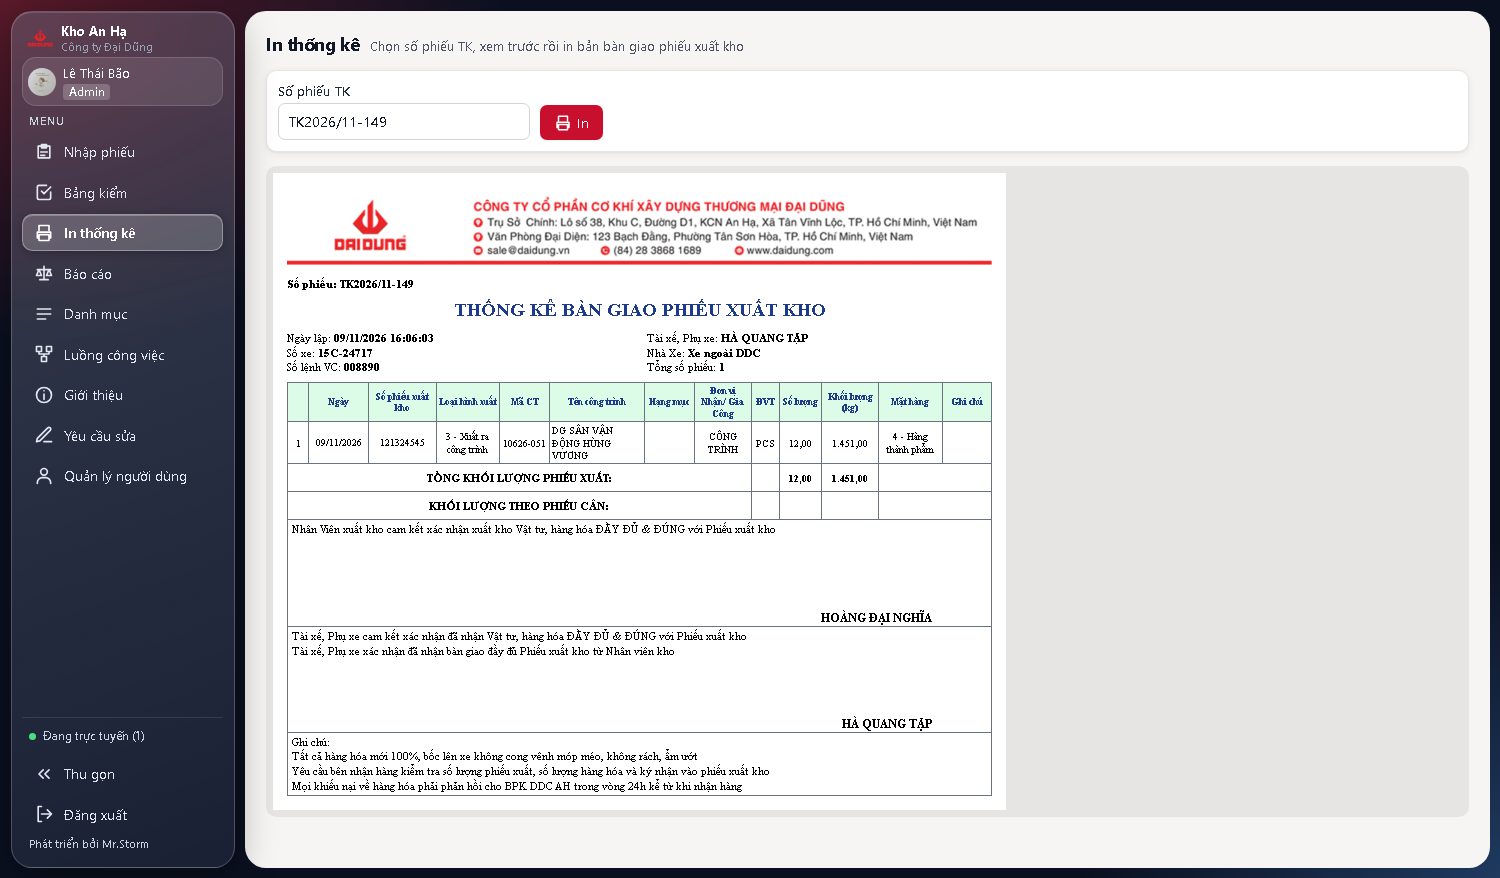 Kho An Hạ
Công ty Đại Dũng
Lê Thái Bão
Admin
MENU
Nhập phiếu
Bảng kiểm
In thống kê
Báo cáo
Danh mục
Luồng công việc
Giới thiệu
Yêu cầu sửa
Quản lý người dùng
Đang trực tuyến (1)
Thu gọn
Đăng xuất
Phát triển bởi Mr.Storm
In thống kê Chọn số phiếu TK, xem trước rồi in bản bàn giao phiếu xuất kho
Số phiếu TK
TK2026/11-149
In
DAIDUNG
CÔNG TY CỔ PHẦN CƠ KHÍ XÂY DỰNG THƯƠNG MẠI ĐẠI DŨNG
Trụ Sở Chính: Lô số 38, Khu C, Đường D1, KCN An Hạ, Xã Tân Vĩnh Lộc, TP. Hồ Chí Minh, Việt Nam
Văn Phòng Đại Diện: 123 Bạch Đằng, Phường Tân Sơn Hòa, TP. Hồ Chí Minh, Việt Nam
sale@daidung.vn (84) 28 3868 1689 www.daidung.com
Số phiếu: TK2026/11-149
THỐNG KÊ BÀN GIAO PHIẾU XUẤT KHO
Ngày lập: 09/11/2026 16:06:03
Số xe: 15C-24717
Số lệnh VC: 008890
Tài xế, Phụ xe: HÀ QUANG TẬP
Nhà Xe: Xe ngoài DDC
Tổng số phiếu: 1
Ngày Số phiếu xuất kho Loại hình xuất Mã CT Tên công trình Hạng mục Đơn vị Nhận/ Gia Công ĐVT Số lượng Khối lượng (kg) Mặt hàng Ghi chú
1 09/11/2026 121324545 3 - Xuất ra công trình 10626-051 DG SÂN VẬN ĐỘNG HÙNG VƯƠNG CÔNG TRÌNH PCS 12,00 1.451,00 4 - Hàng thành phẩm
TỔNG KHỐI LƯỢNG PHIẾU XUẤT: 12,00 1.451,00
KHỐI LƯỢNG THEO PHIẾU CÂN:
Nhân Viên xuất kho cam kết xác nhận xuất kho Vật tư, hàng hóa ĐẦY ĐỦ & ĐÚNG với Phiếu xuất kho
HOÀNG ĐẠI NGHĨA
Tài xế, Phụ xe cam kết xác nhận đã nhận Vật tư, hàng hóa ĐẦY ĐỦ & ĐÚNG với Phiếu xuất kho
Tài xế, Phụ xe xác nhận đã nhận bàn giao đầy đủ Phiếu xuất kho từ Nhân viên kho
HÀ QUANG TẬP
Ghi chú:
Tất cả hàng hóa mới 100%, bốc lên xe không cong vênh móp méo, không rách, ẩm ướt
Yêu cầu bên nhận hàng kiểm tra số lượng phiếu xuất, số lượng hàng hóa và ký nhận vào phiếu xuất kho
Mọi khiếu nại về hàng hóa phải phản hồi cho BPK DDC AH trong vòng 24h kể từ khi nhận hàng